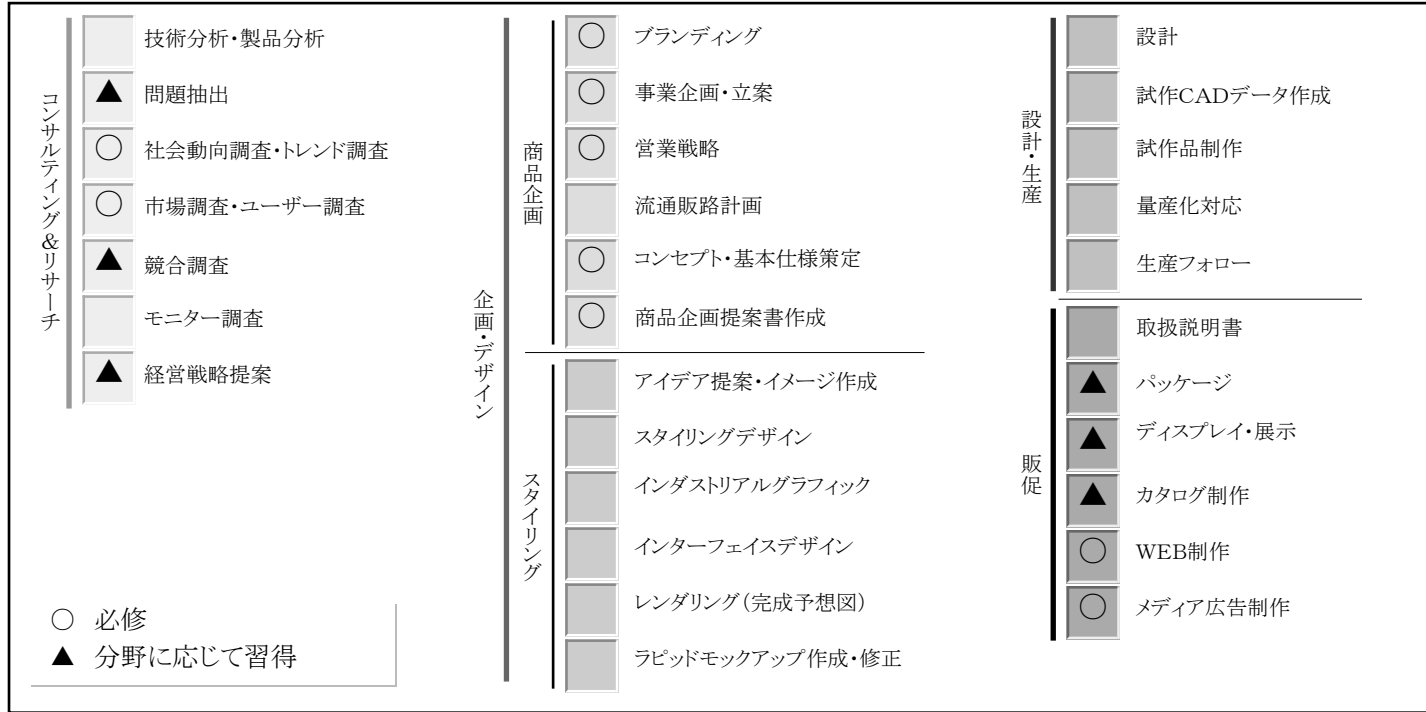 コンサルティング&リサーチ
技術分析・製品分析
▲ 問題抽出
○ 社会動向調査・トレンド調査
○ 市場調査・ユーザー調査
▲ 競合調査
モニター調査
▲ 経営戦略提案
○ 必修
▲ 分野に応じて習得
企画・デザイン
商品企画
○ ブランディング
○ 事業企画・立案
○ 営業戦略
流通販路計画
○ コンセプト・基本仕様策定
○ 商品企画提案書作成
スタイリング
アイデア提案・イメージ作成
スタイリングデザイン
インダストリアルグラフィック
インターフェイスデザイン
レンダリング(完成予想図)
ラピッドモックアップ作成・修正
設計・生産
設計
試作CADデータ作成
試作品制作
量産化対応
生産フォロー
販促
取扱説明書
▲ パッケージ
▲ ディスプレイ・展示
▲ カタログ制作
○ WEB制作
○ メディア広告制作